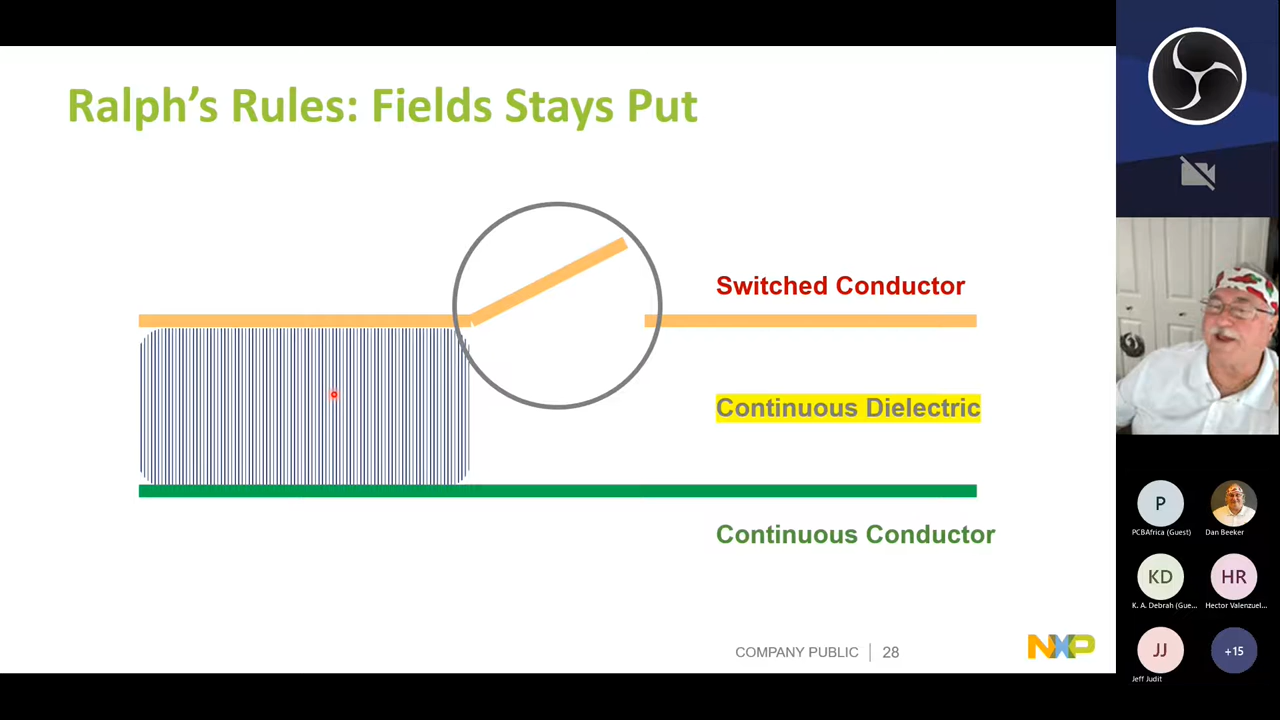 Ralph's Rules: Fields Stays Put
Switched Conductor
Continuous Dielectric
Continuous Conductor
COMPANY PUBLIC | 28
NXP
P
PCBAfrica (Guest)
Dan Beeker
KD
K. A. Debrah (Gue...
HR
Hector Valenzuel...
JJ
Jeff Judit
+15